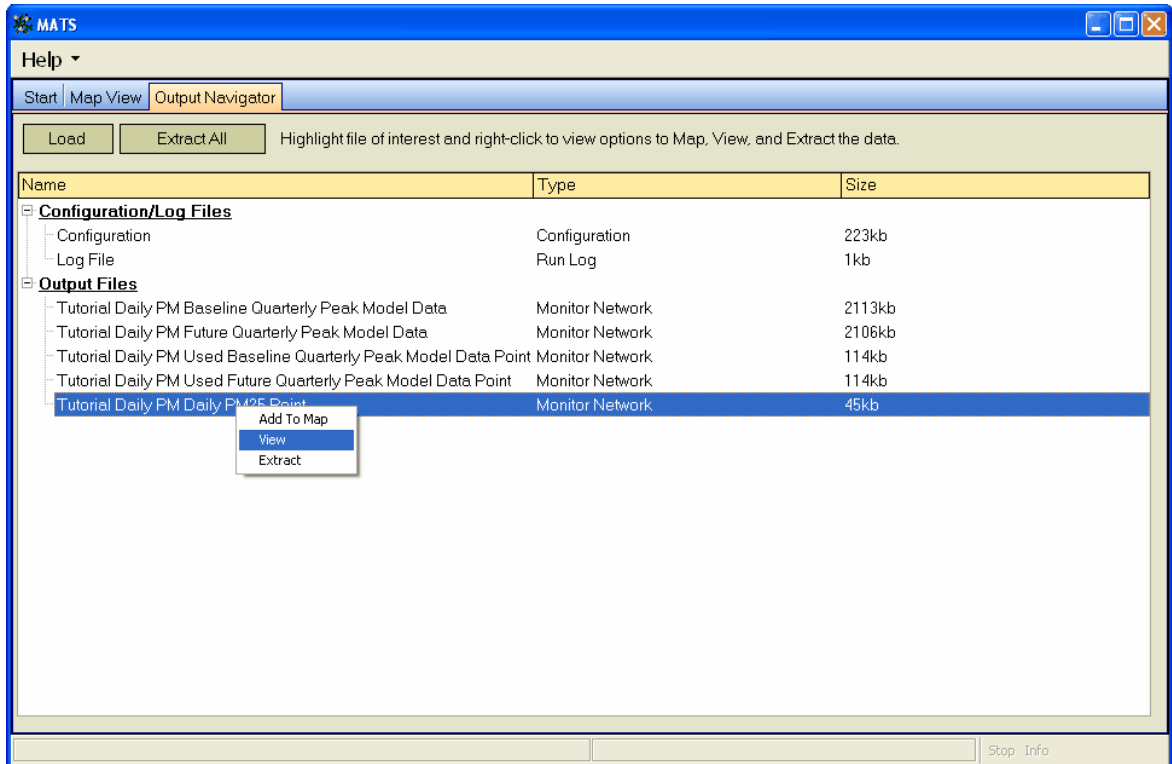 MATS
Help
Start Map View Output Navigator
Load Extract All Highlight file of interest and right-click to view options to Map, View, and Extract the data.
Name Type Size
Configuration/Log Files
Configuration Configuration 223kb
Log File Run Log 1kb
Output Files
Tutorial Daily PM Baseline Quarterly Peak Model Data Monitor Network 2113kb
Tutorial Daily PM Future Quarterly Peak Model Data Monitor Network 2106kb
Tutorial Daily PM Used Baseline Quarterly Peak Model Data Point Monitor Network 114kb
Tutorial Daily PM Used Future Quarterly Peak Model Data Point Monitor Network 114kb
Tutorial Daily PM Daily PM25 Point Monitor Network 45kb
Add To Map
View
Extract
Stop Info